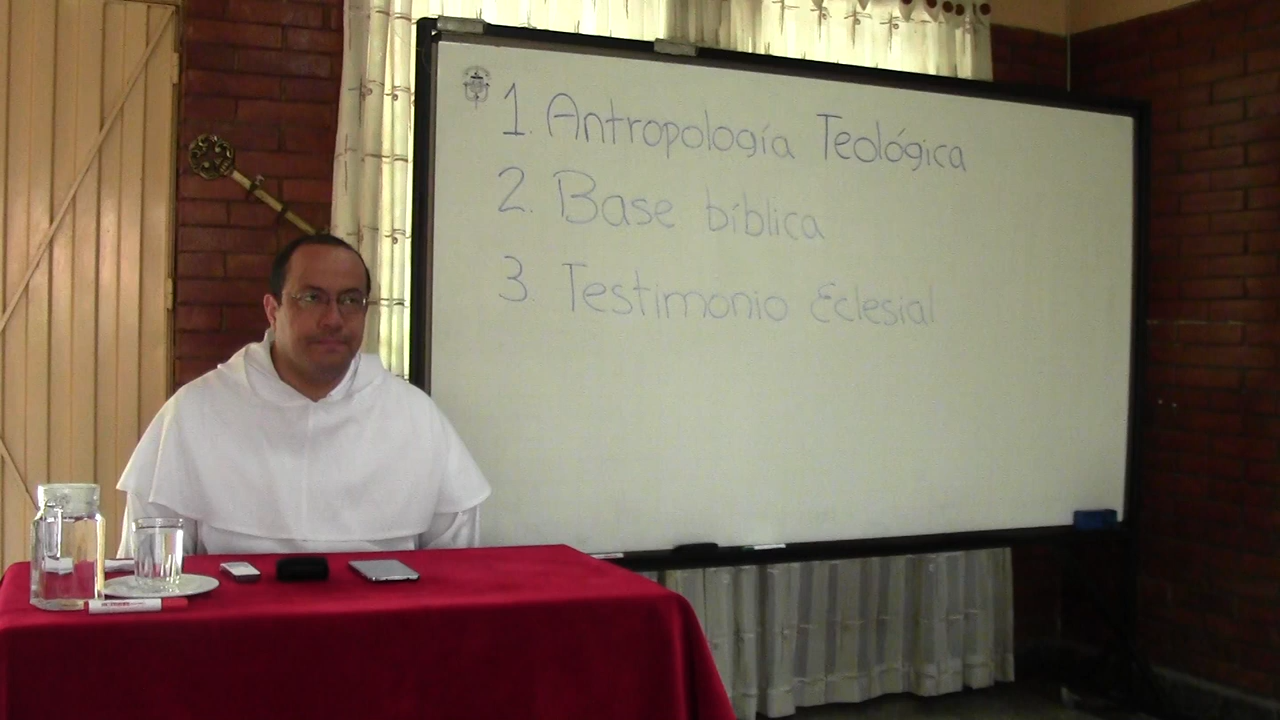 1. Antropología Teológica
2. Base bíblica
3. Testimonio Eclesial